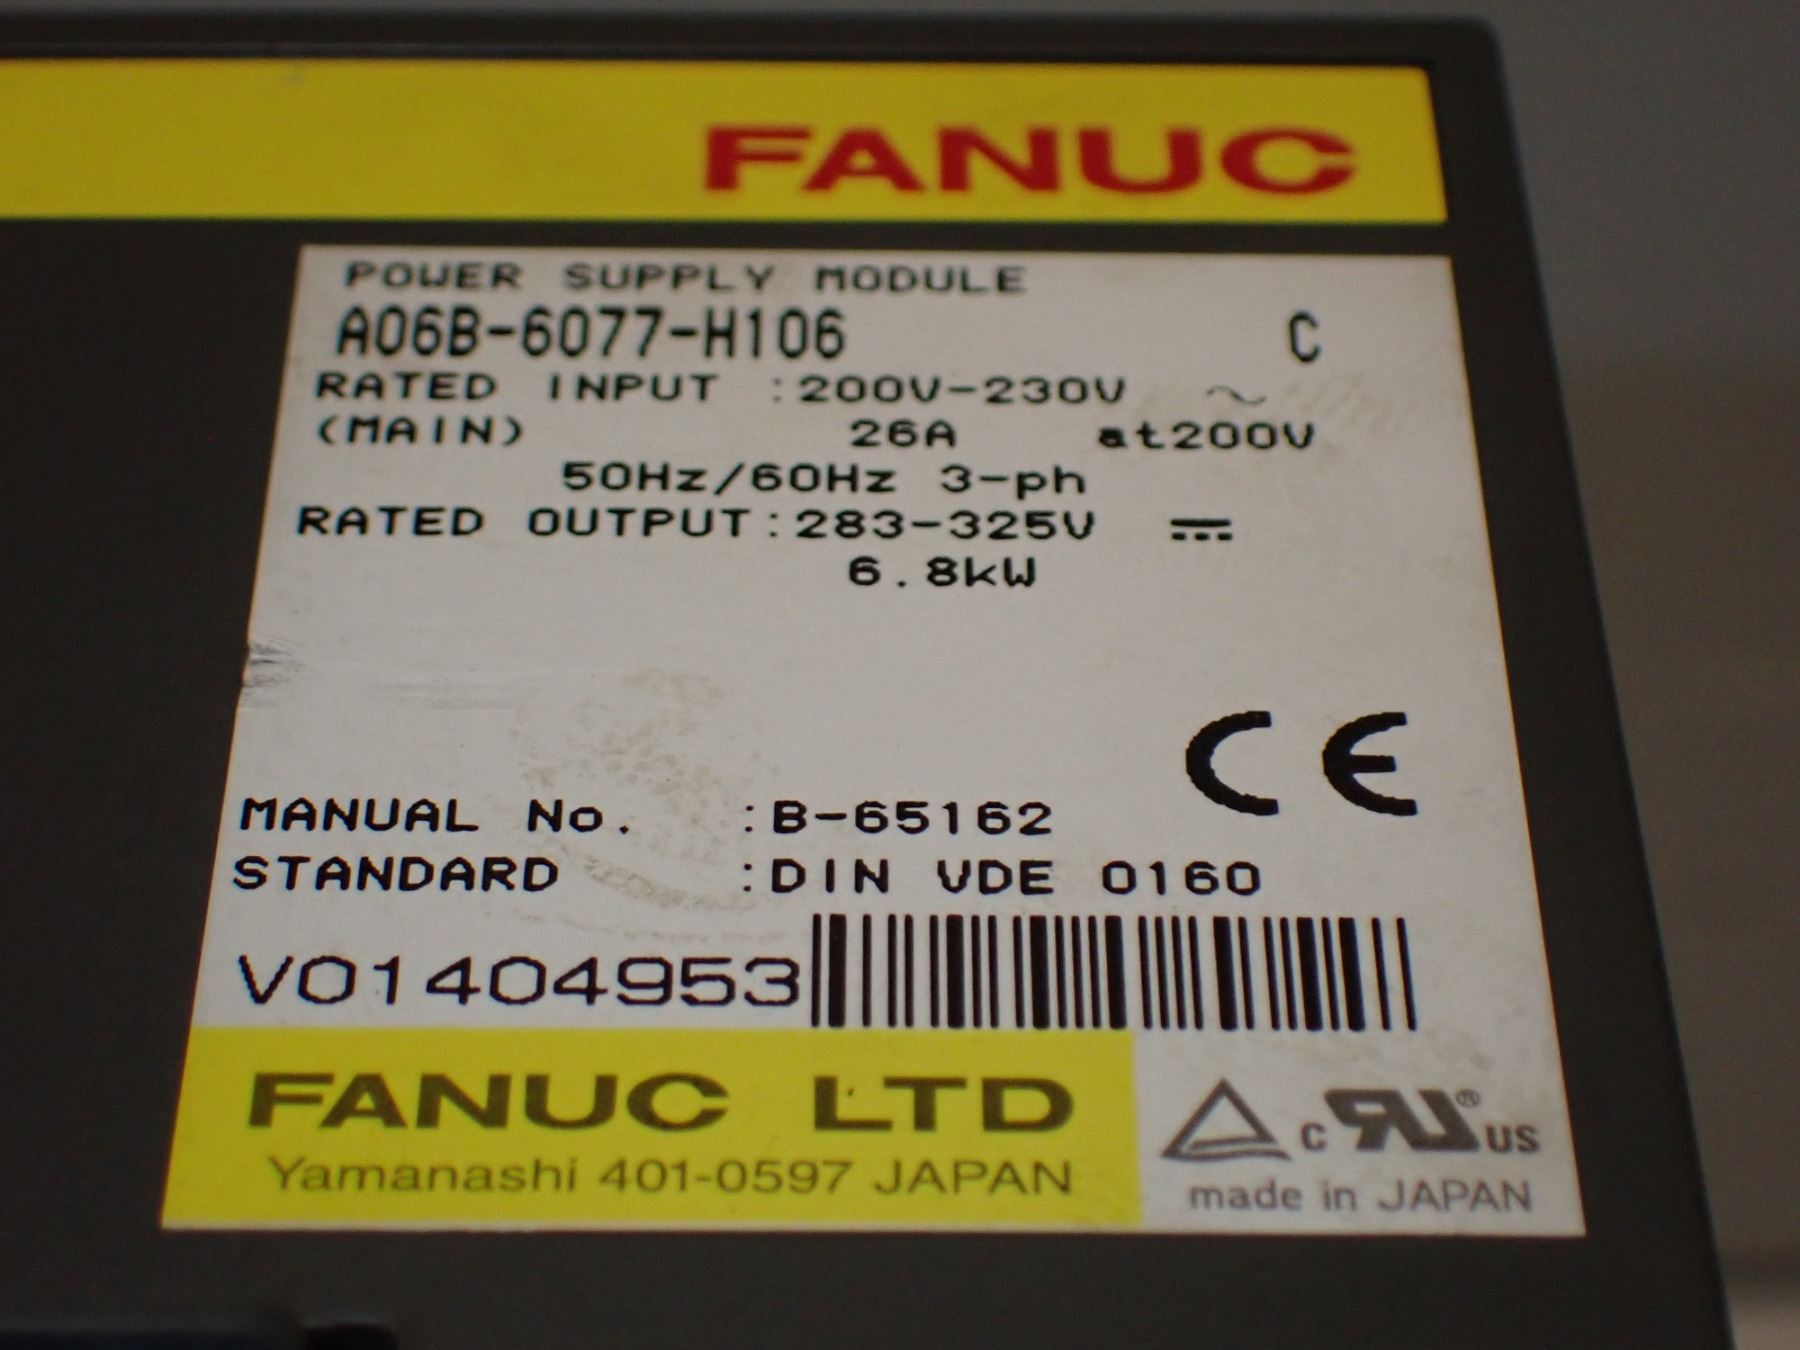 FANUC
POWER SUPPLY MODULE
A06B-6077-H106 C
RATED INPUT :200V-230V ~
(MAIN) 26A at200V
50Hz/60Hz 3-ph
RATED OUTPUT:283-325V ⎓
6.8kW
CE
MANUAL No. :B-65162
STANDARD :DIN VDE 0160
V01404953
FANUC LTD
Yamanashi 401-0597 JAPAN
c RU® US
made in JAPAN